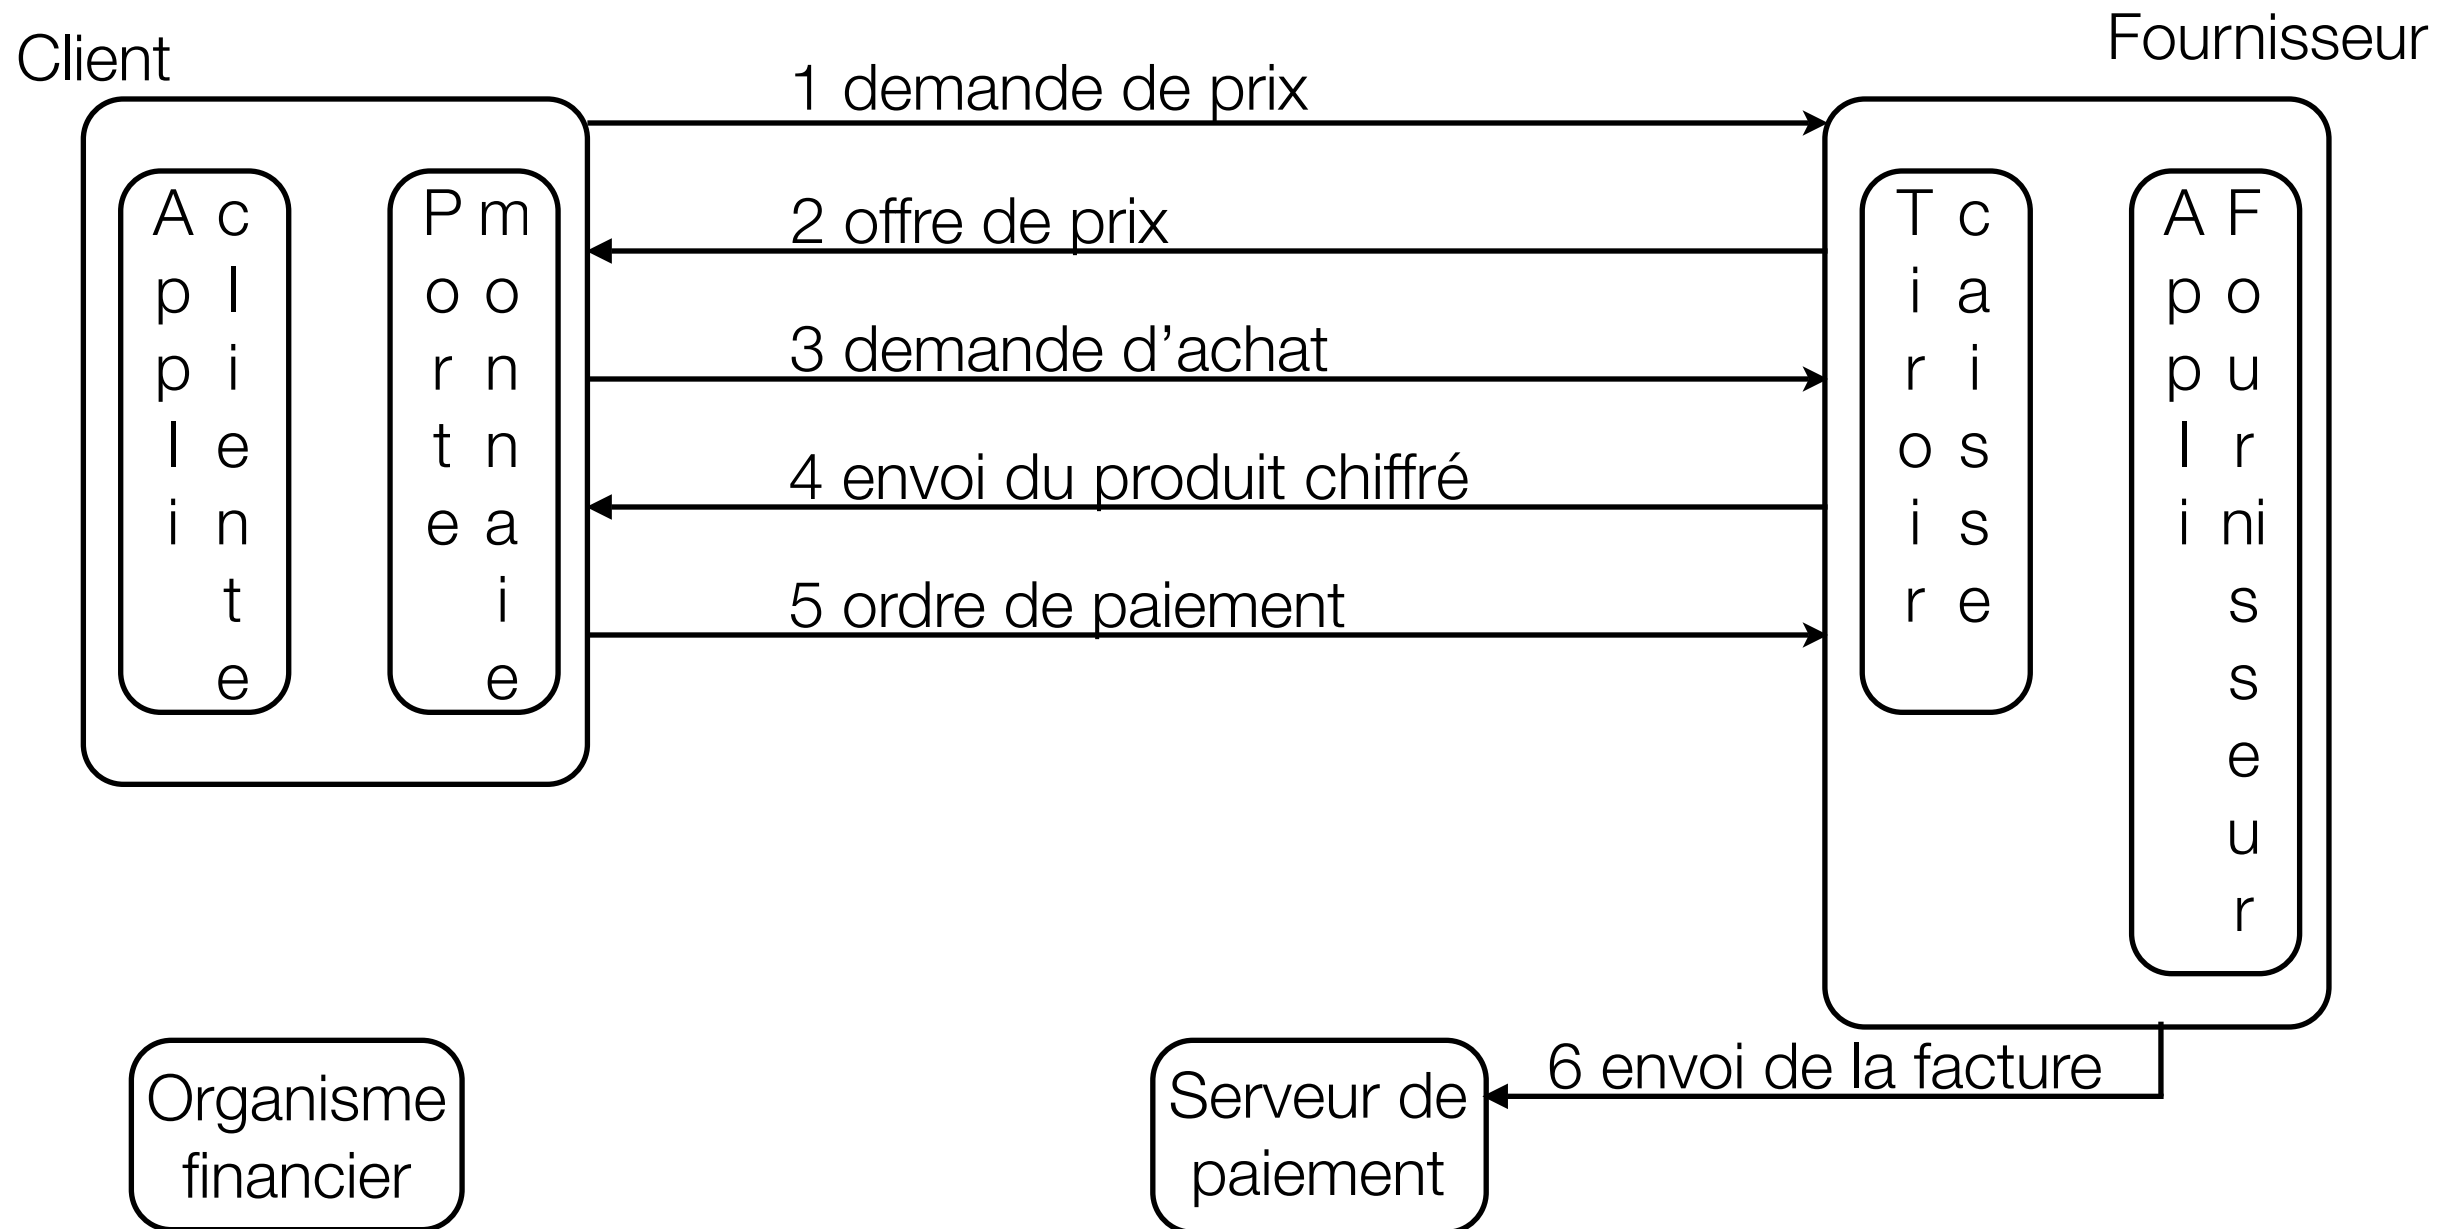 Client
Fournisseur
1 demande de prix
2 offre de prix
3 demande d’achat
4 envoi du produit chiffré
5 ordre de paiement
Appli
cliente
Porte
monnaie
Tiroir
caisse
Appli
Fournisseur
6 envoi de la facture
Organisme
financier
Serveur de
paiement